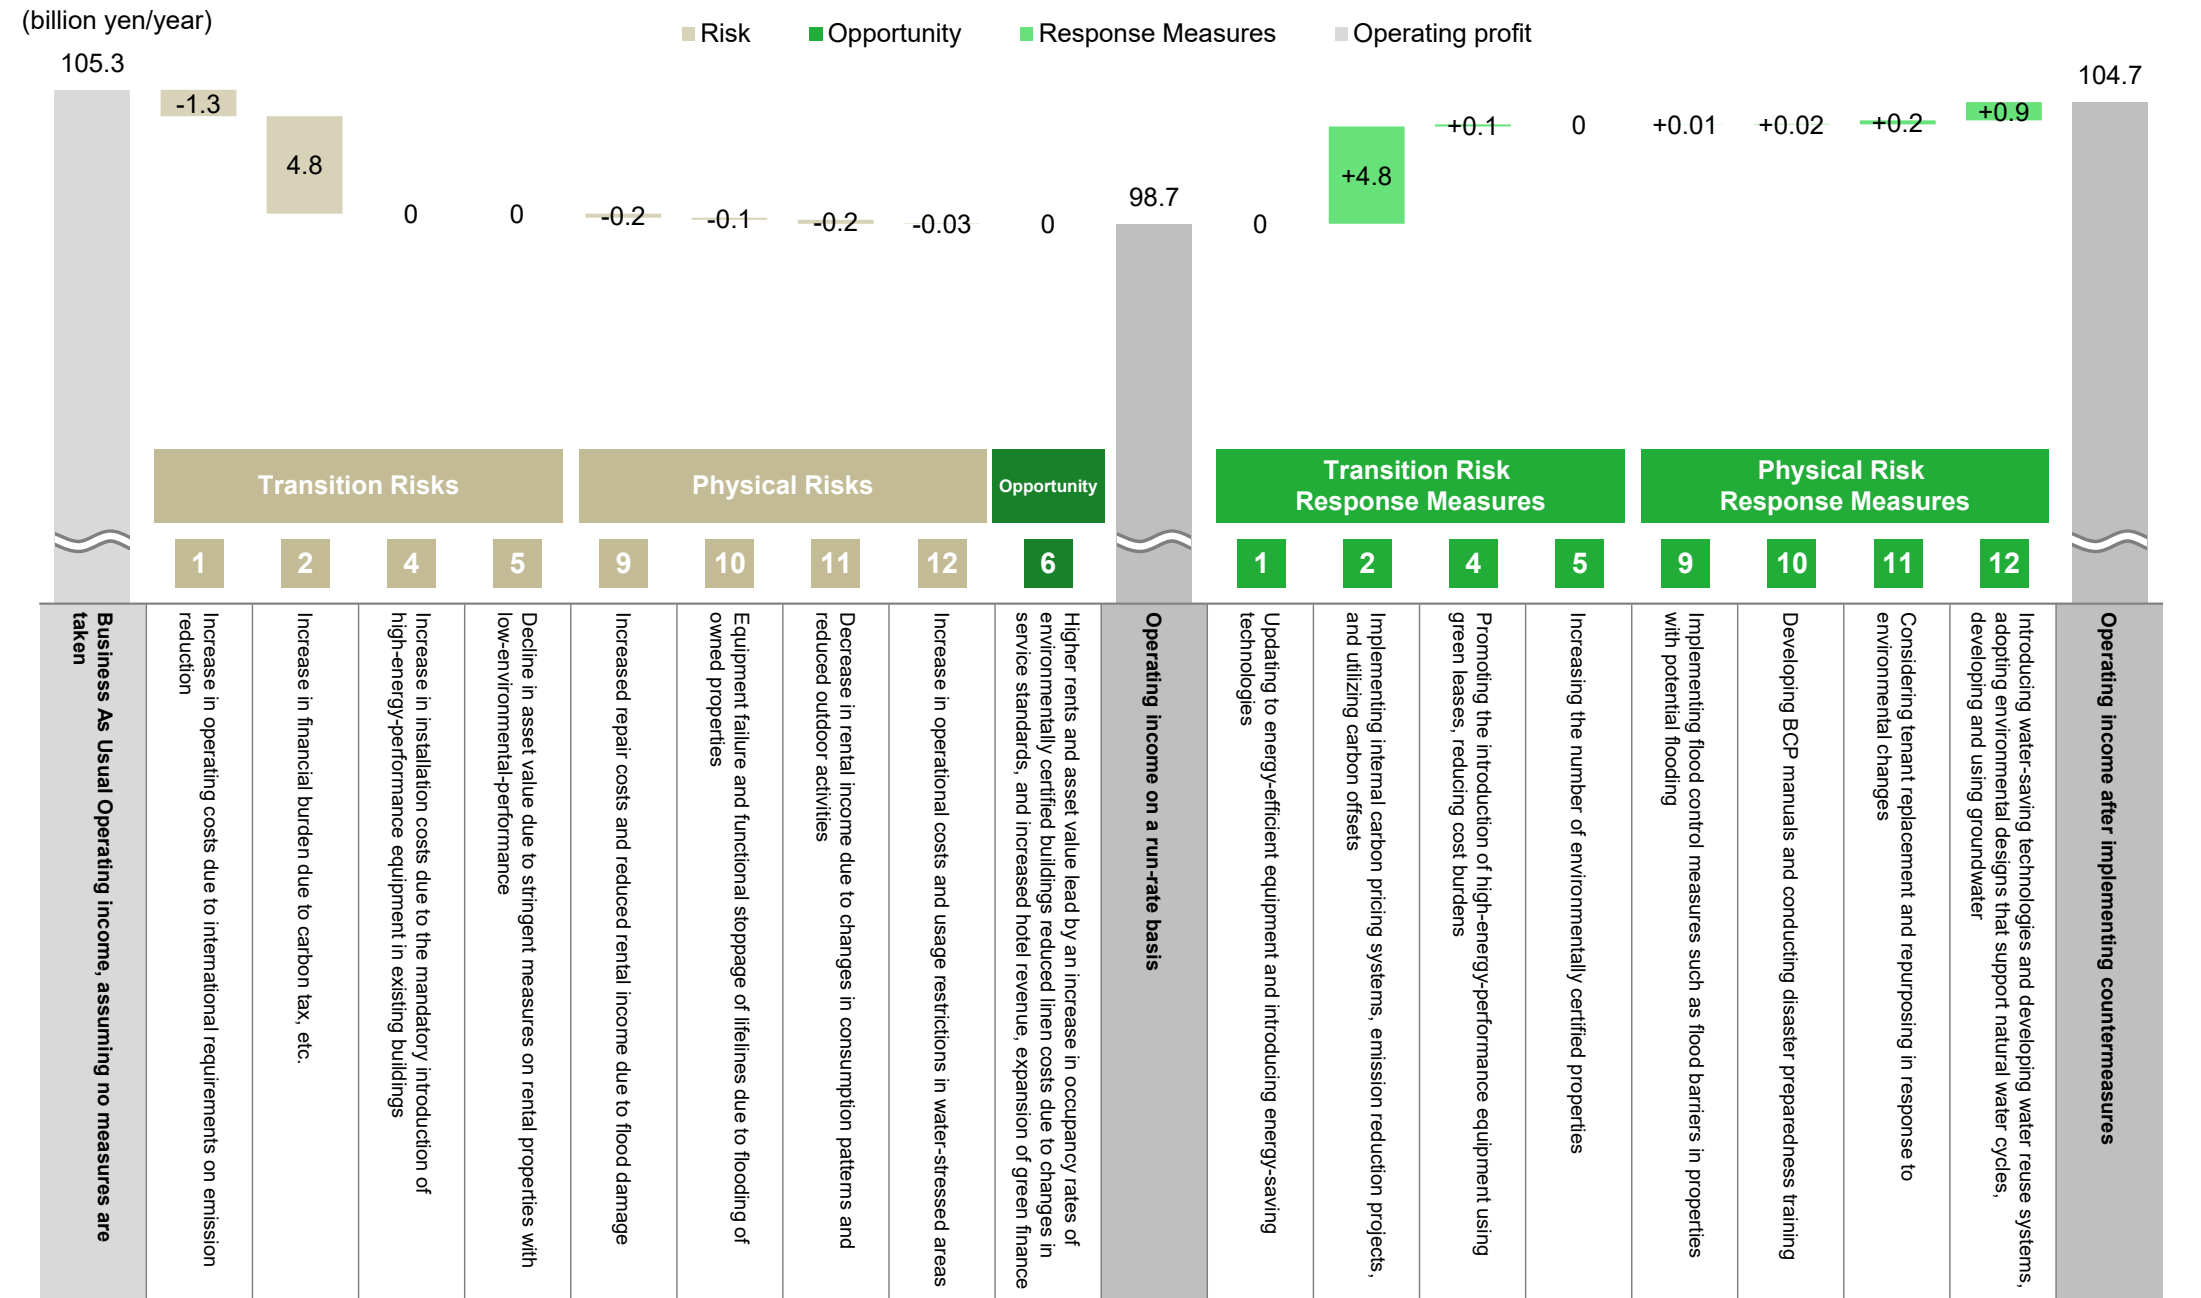 (billion yen/year)
Risk
Opportunity
Response Measures
Operating profit
105.3
-1.3
4.8
0
0
-0.2
-0.1
-0.2
-0.03
0
98.7
0
+4.8
+0.1
0
+0.01
+0.02
+0.2
+0.9
104.7
Transition Risks
Physical Risks
Opportunity
Transition Risk
Response Measures
Physical Risk
Response Measures
1
2
4
5
9
10
11
12
6
1
2
4
5
9
10
11
12
Business As Usual Operating income, assuming no measures are
taken
Increase in operating costs due to international requirements on emission
reduction
Increase in financial burden due to carbon tax, etc.
Increase in installation costs due to the mandatory introduction of
high-energy-performance equipment in existing buildings
Decline in asset value due to stringent measures on rental properties with
low-environmental-performance
Increased repair costs and reduced rental income due to flood damage
Equipment failure and functional stoppage of lifelines due to flooding of
owned properties
Decrease in rental income due to changes in consumption patterns and
reduced outdoor activities
Increase in operational costs and usage restrictions in water-stressed areas
Higher rents and asset value lead by an increase in occupancy rates of
environmentally certified buildings reduced linen costs due to changes in
service standards, and increased hotel revenue, expansion of green finance
Operating income on a run-rate basis
Updating to energy-efficient equipment and introducing energy-saving
technologies
Implementing internal carbon pricing systems, emission reduction projects,
and utilizing carbon offsets
Promoting the introduction of high-energy-performance equipment using
green leases, reducing cost burdens
Increasing the number of environmentally certified properties
Implementing flood control measures such as flood barriers in properties
with potential flooding
Developing BCP manuals and conducting disaster preparedness training
Considering tenant replacement and repurposing in response to
environmental changes
Introducing water-saving technologies and developing water reuse systems,
adopting environmental designs that support natural water cycles,
developing and using groundwater
Operating income after implementing countermeasures